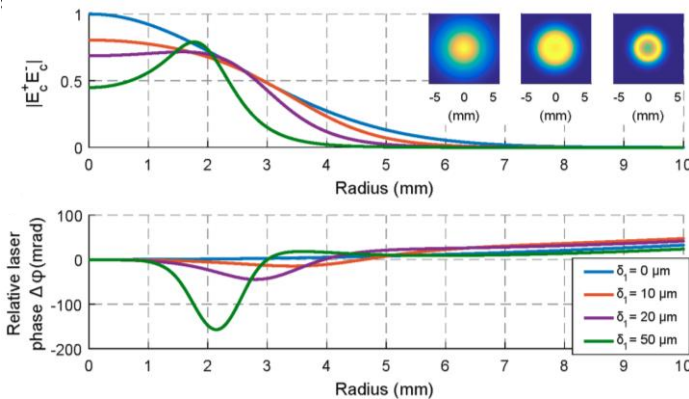 1
0.5
0
|E_c^+ E_c^-|
-5 0 5
(mm)
-5 0 5
(mm)
-5 0 5
(mm)
0 1 2 3 4 5 6 7 8 9 10
Radius (mm)
100
0
-100
-200
Relative laser
phase Δ φ(mrad)
δ₁= 0 μm
δ₁= 10 μm
δ₁= 20 μm
δ₁= 50 μm
0 1 2 3 4 5 6 7 8 9 10
Radius (mm)